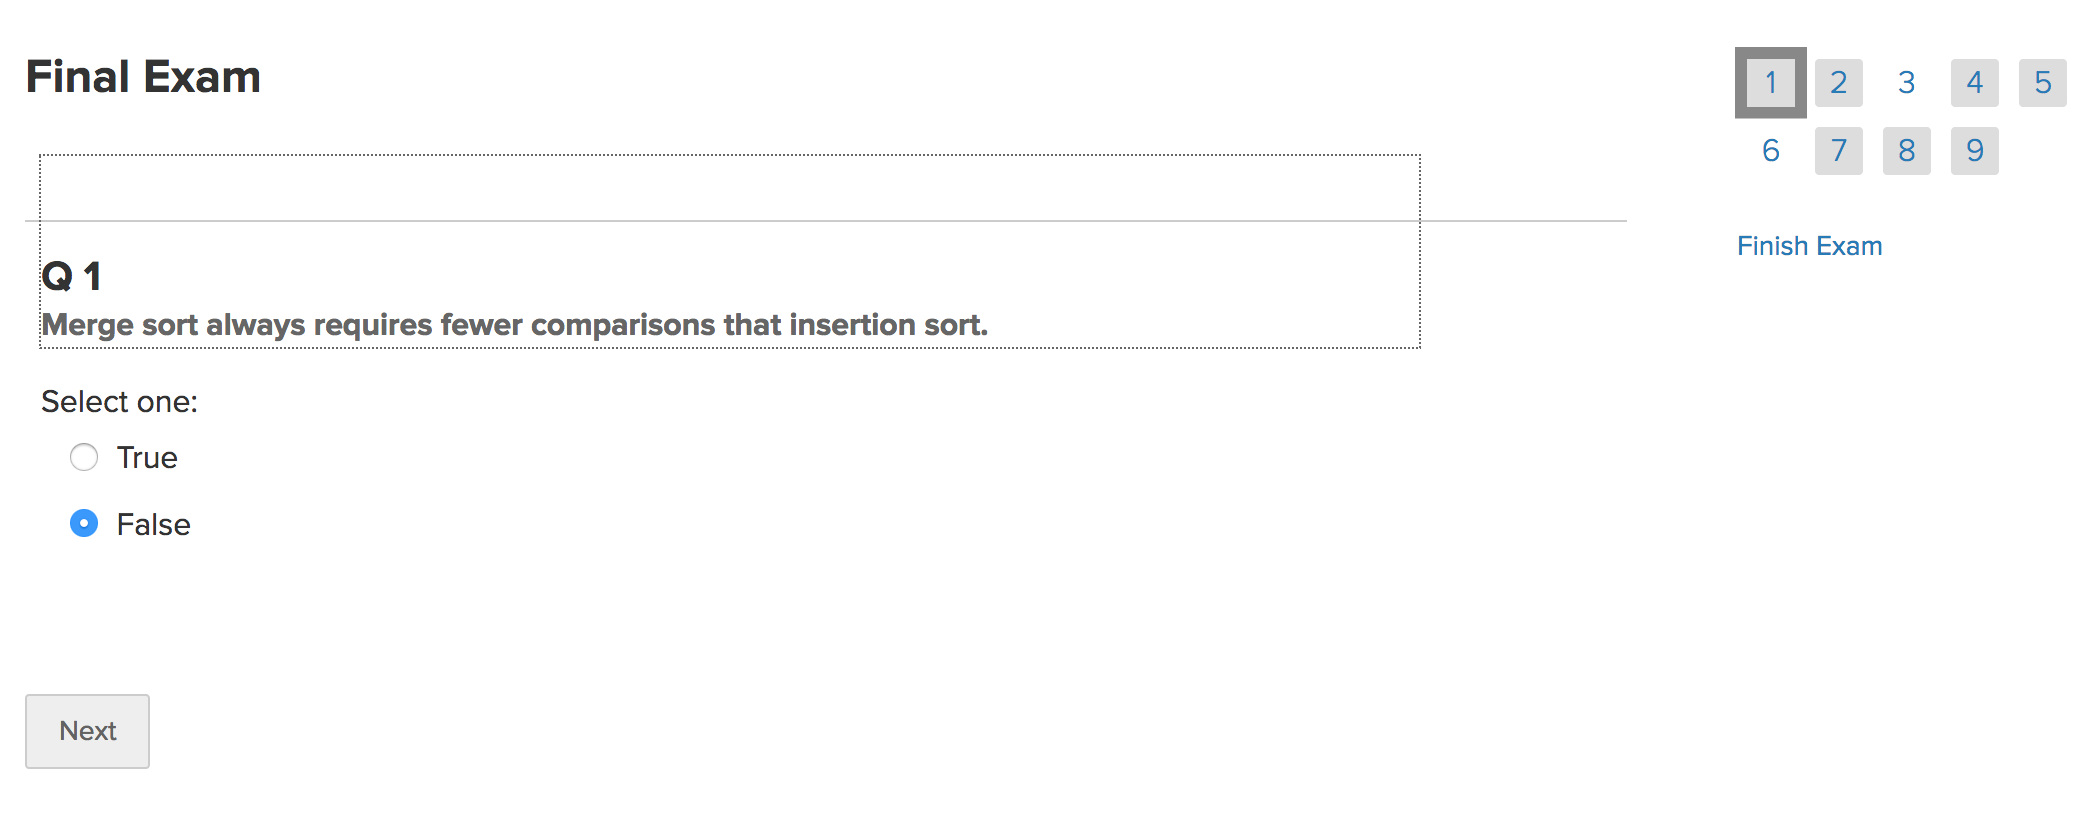 Final Exam
Q 1
Merge sort always requires fewer comparisons that insertion sort.
Select one:
True
False
Next
1 2 3 4 5
6 7 8 9
Finish Exam